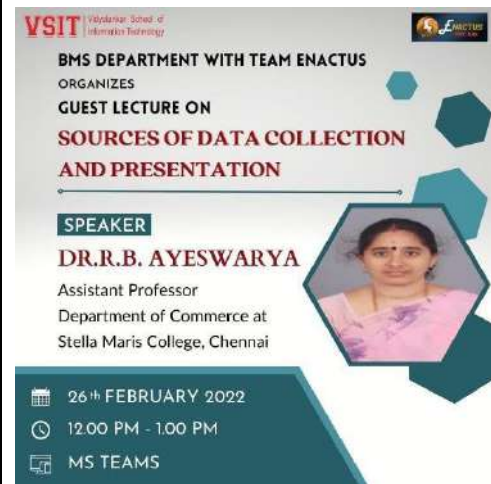 VSIT Vidyalankar School of
Information Technology
ENACTUS
BMS DEPARTMENT WITH TEAM ENACTUS
ORGANIZES
GUEST LECTURE ON
SOURCES OF DATA COLLECTION
AND PRESENTATION
SPEAKER
DR.R.B. AYESWARYA
Assistant Professor
Department of Commerce at
Stella Maris College, Chennai
26th FEBRUARY 2022
12.00 PM - 1.00 PM
MS TEAMS